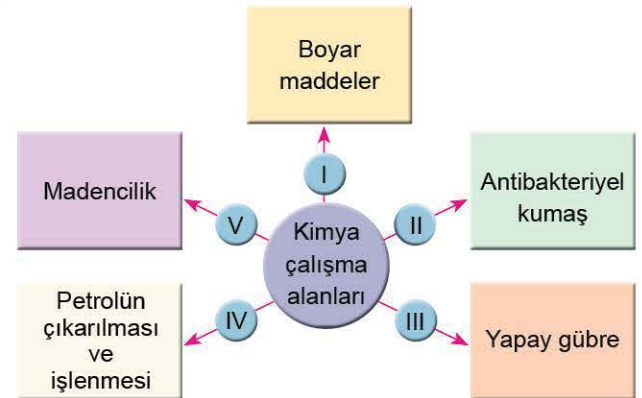 Boyar
maddeler
I
Madencilik
V
Kimya
çalışma
alanları
II
Antibakteriyel
kumaş
Petrolün
çıkarılması
ve
işlenmesi
IV
III
Yapay gübre